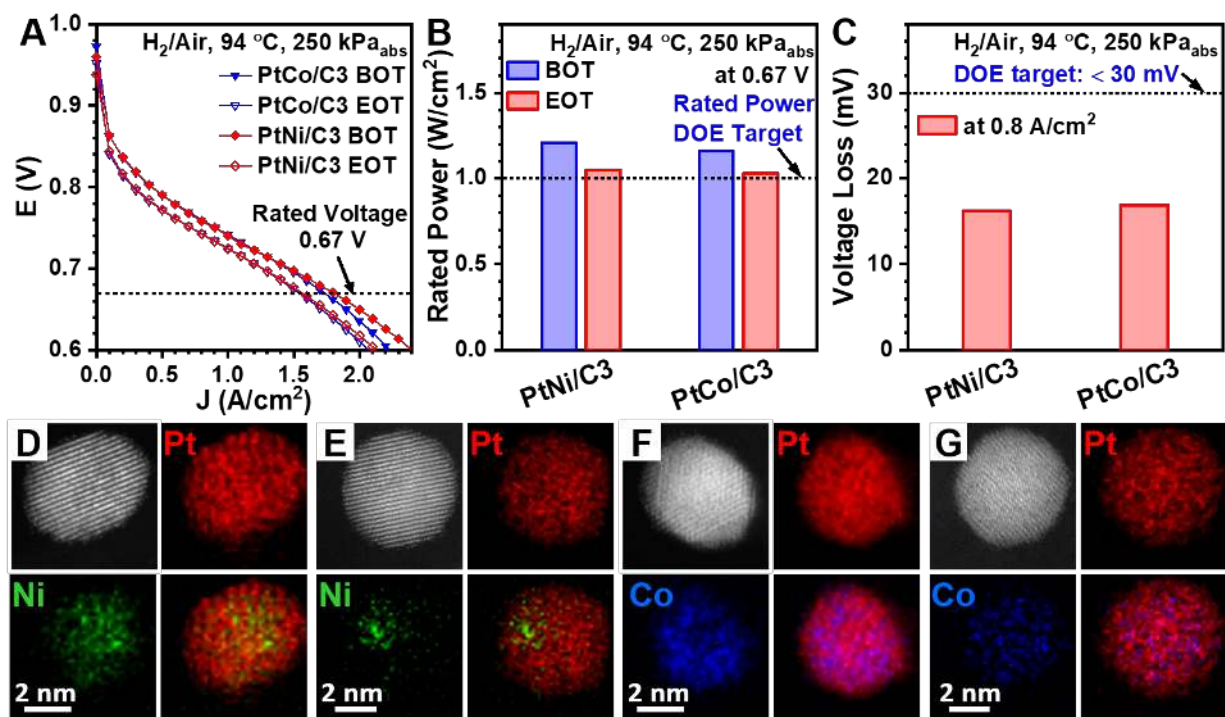 A
H₂/Air, 94 °C, 250 kPa_abs
PtCo/C3 BOT
PtCo/C3 EOT
PtNi/C3 BOT
PtNi/C3 EOT
Rated Voltage
0.67 V
E (V)
1.0
0.9
0.8
0.7
0.6
0.0 0.5 1.0 1.5 2.0
J (A/cm²)
B
H₂/Air, 94 °C, 250 kPa_abs
at 0.67 V
BOT
EOT
Rated Power
DOE Target
Rated Power (W/cm²)
1.5
1.0
0.5
0.0
PtNi/C3 PtCo/C3
C
H₂/Air, 94 °C, 250 kPa_abs
DOE target: < 30 mV
at 0.8 A/cm²
Voltage Loss (mV)
40
30
20
10
0
PtNi/C3 PtCo/C3
D Pt E Pt F Pt G Pt
Ni Ni Co Co
2 nm 2 nm 2 nm 2 nm